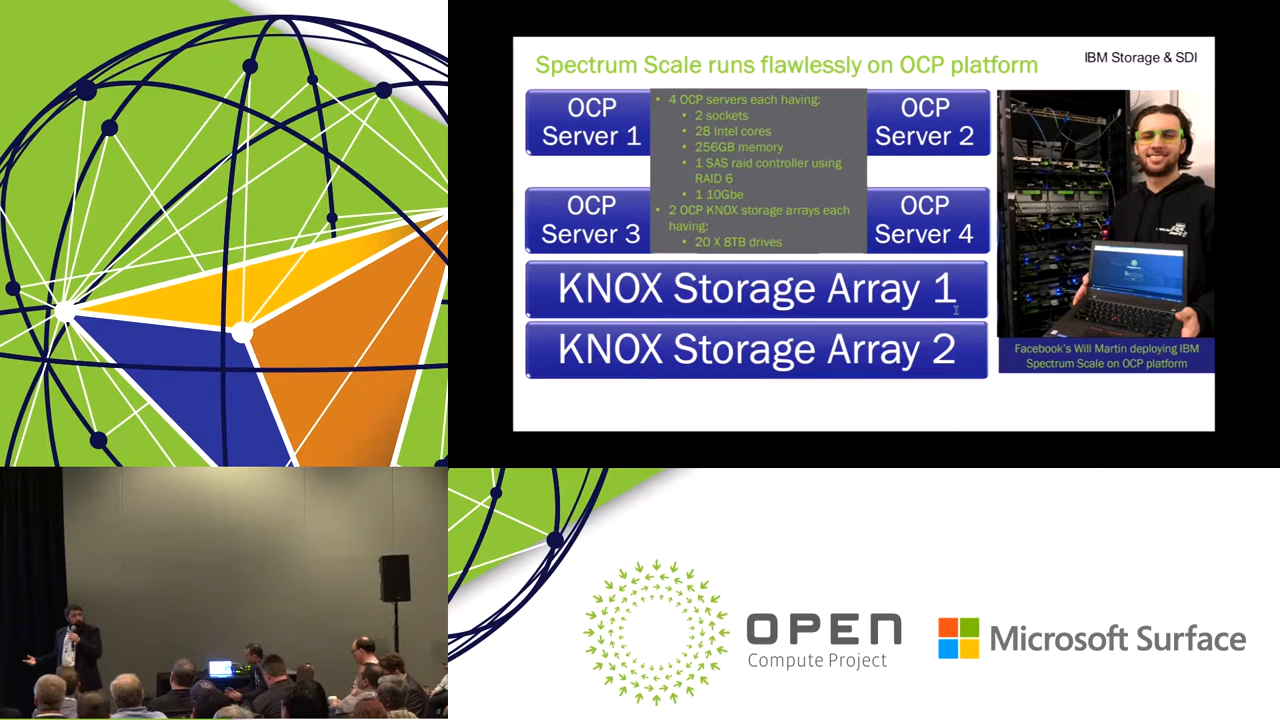 Spectrum Scale runs flawlessly on OCP platform
IBM Storage & SDI
OCP
Server 1
• 4 OCP servers each having:
• 2 sockets
• 28 Intel cores
• 256GB memory
• 1 SAS raid controller using
RAID 6
• 1 10Gbe
• 2 OCP KNOX storage arrays each
having:
• 20 X 8TB drives
OCP
Server 2
OCP
Server 3
OCP
Server 4
KNOX Storage Array 1
KNOX Storage Array 2
Facebook's Will Martin deploying IBM
Spectrum Scale on OCP platform
OPEN
Compute Project
Microsoft Surface